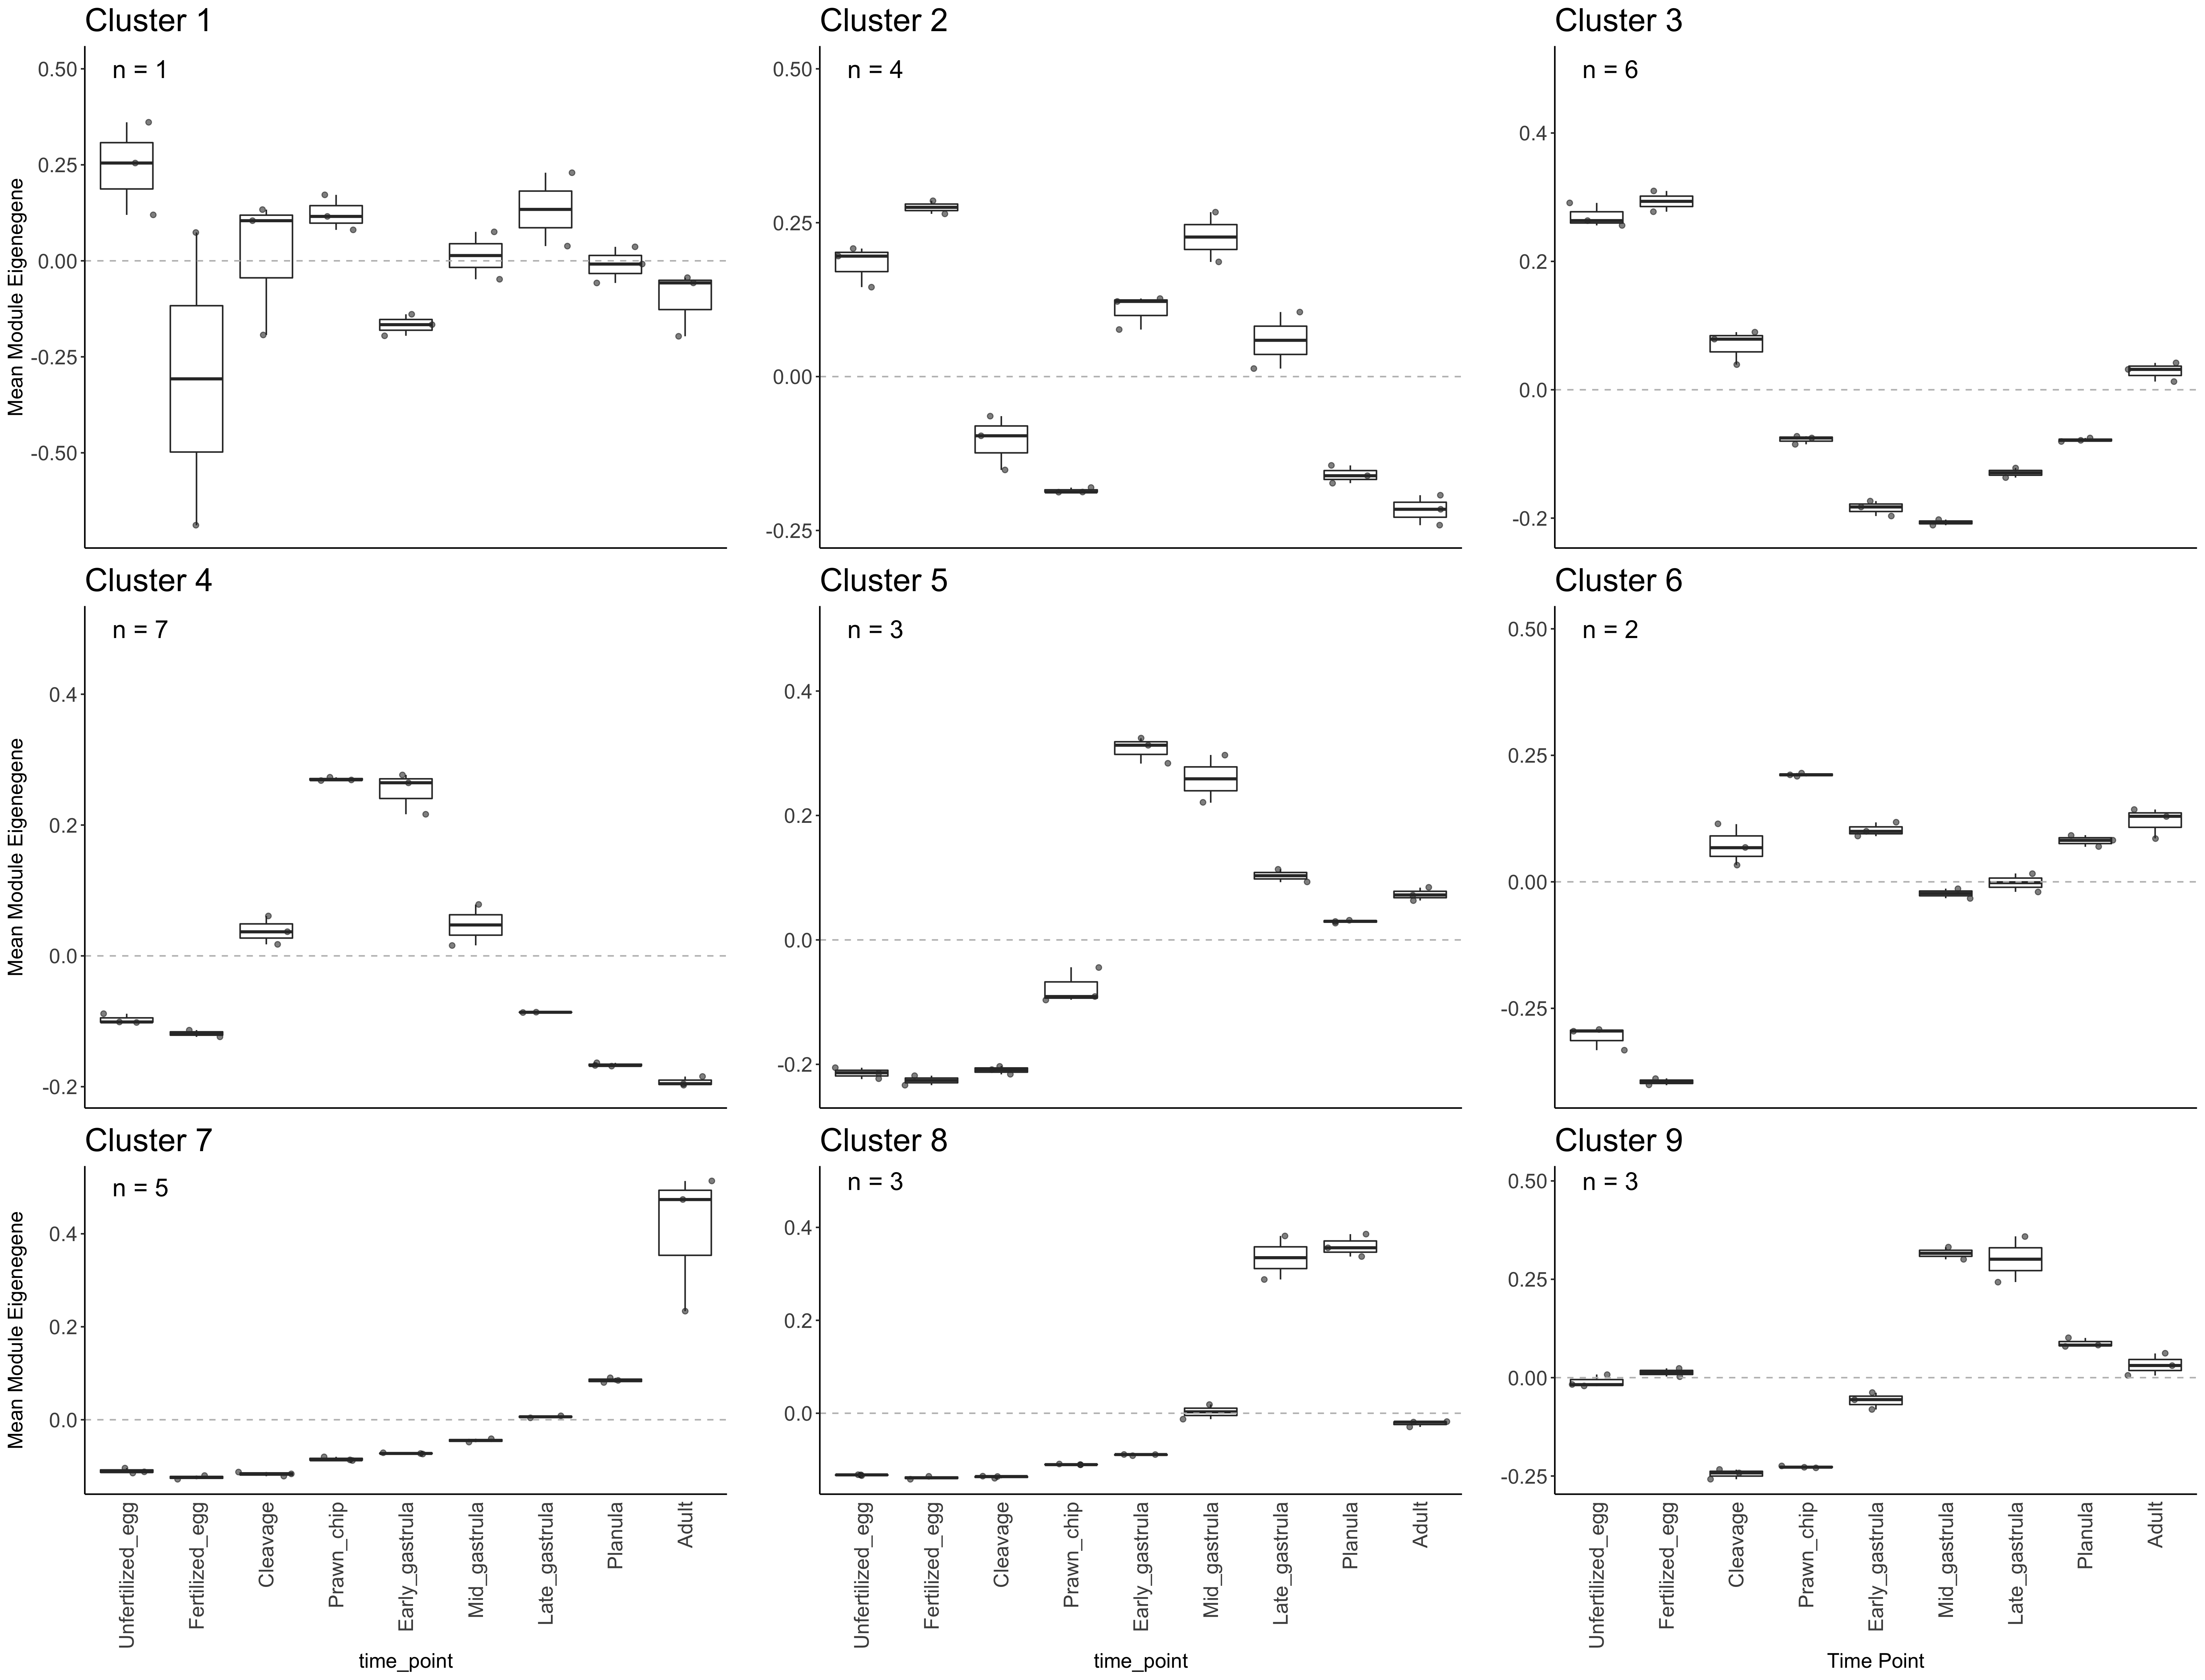 Cluster 1
Cluster 2
Cluster 3
n = 1
n = 4
n = 6
Mean Module Eigenegene
0.50
0.25
0.00
-0.25
-0.50
0.50
0.25
0.00
-0.25
0.4
0.2
0.0
-0.2
Cluster 4
Cluster 5
Cluster 6
n = 7
n = 3
n = 2
Mean Module Eigenegene
0.4
0.2
0.0
-0.2
0.4
0.2
0.0
-0.2
0.50
0.25
0.00
-0.25
Cluster 7
Cluster 8
Cluster 9
n = 5
n = 3
n = 3
Mean Module Eigenegene
0.4
0.2
0.0
0.4
0.2
0.0
0.50
0.25
0.00
-0.25
Unfertilized_egg
Fertilized_egg
Cleavage
Prawn_chip
Early_gastrula
Mid_gastrula
Late_gastrula
Planula
Adult
Unfertilized_egg
Fertilized_egg
Cleavage
Prawn_chip
Early_gastrula
Mid_gastrula
Late_gastrula
Planula
Adult
Unfertilized_egg
Fertilized_egg
Cleavage
Prawn_chip
Early_gastrula
Mid_gastrula
Late_gastrula
Planula
Adult
time_point
time_point
Time Point